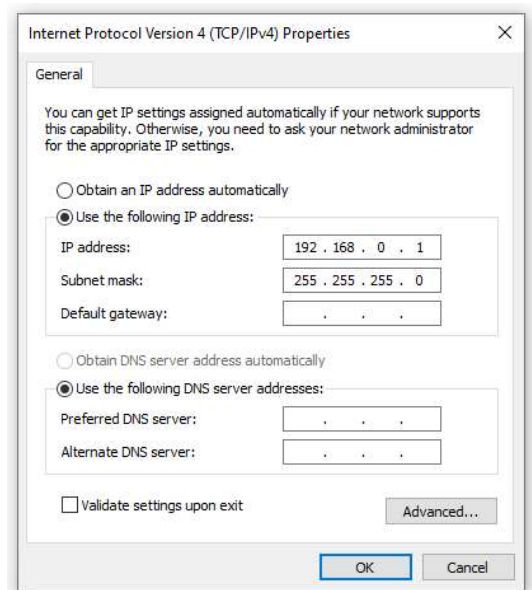 Internet Protocol Version 4 (TCP/IPv4) Properties
General
You can get IP settings assigned automatically if your network supports
this capability. Otherwise, you need to ask your network administrator
for the appropriate IP settings.
Obtain an IP address automatically
Use the following IP address:
IP address: 192 . 168 . 0 . 1
Subnet mask: 255 . 255 . 255 . 0
Default gateway: . . .
Obtain DNS server address automatically
Use the following DNS server addresses:
Preferred DNS server: . . .
Alternate DNS server: . . .
Validate settings upon exit
Advanced...
OK Cancel